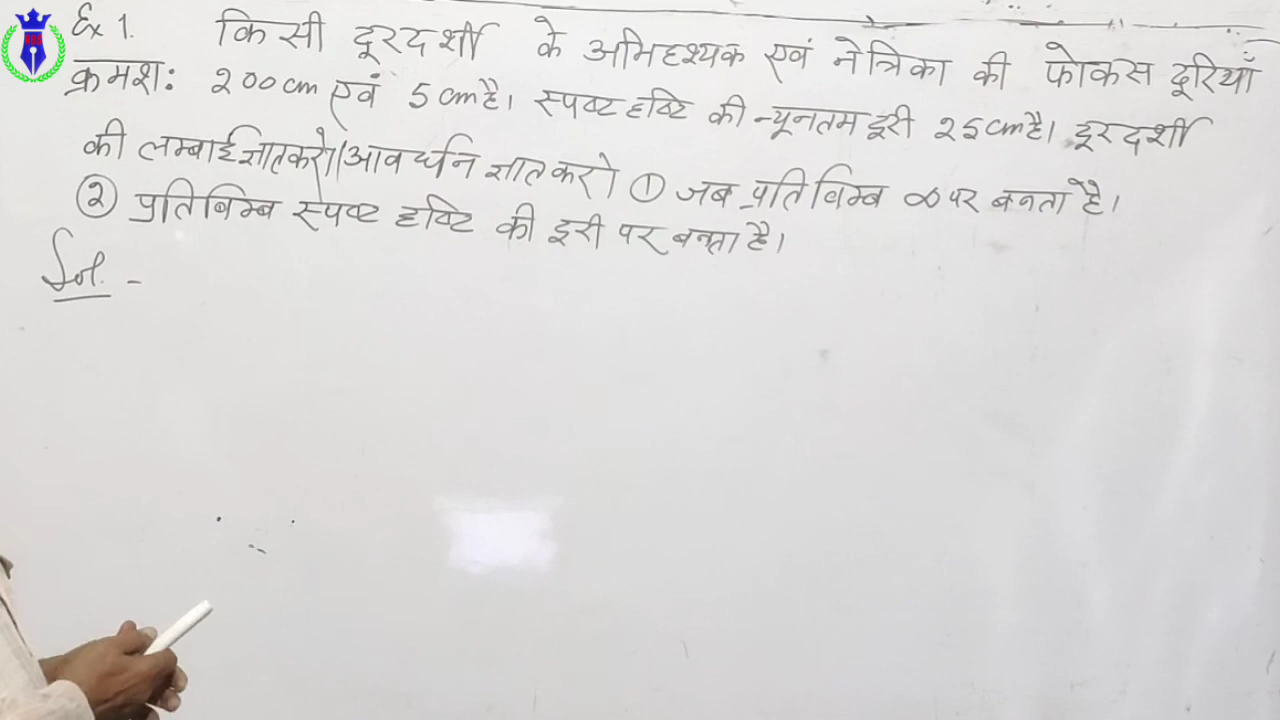 Ex 1. किसी दूरदर्शी के अभिदृश्यक एवं नेत्रिका की फोकस दूरियाँ
क्रमशः 200 cm एवं 5 cm है। स्पष्ट दृष्टि की न्यूनतम दूरी 25 cm है। दूरदर्शी
की लम्बाई ज्ञात करो।/आवर्धन ज्ञात करो ① जब प्रतिबिम्ब ∞ पर बनता है।
② प्रतिबिम्ब स्पष्ट दृष्टि की दूरी पर बनता है।
Sol. -